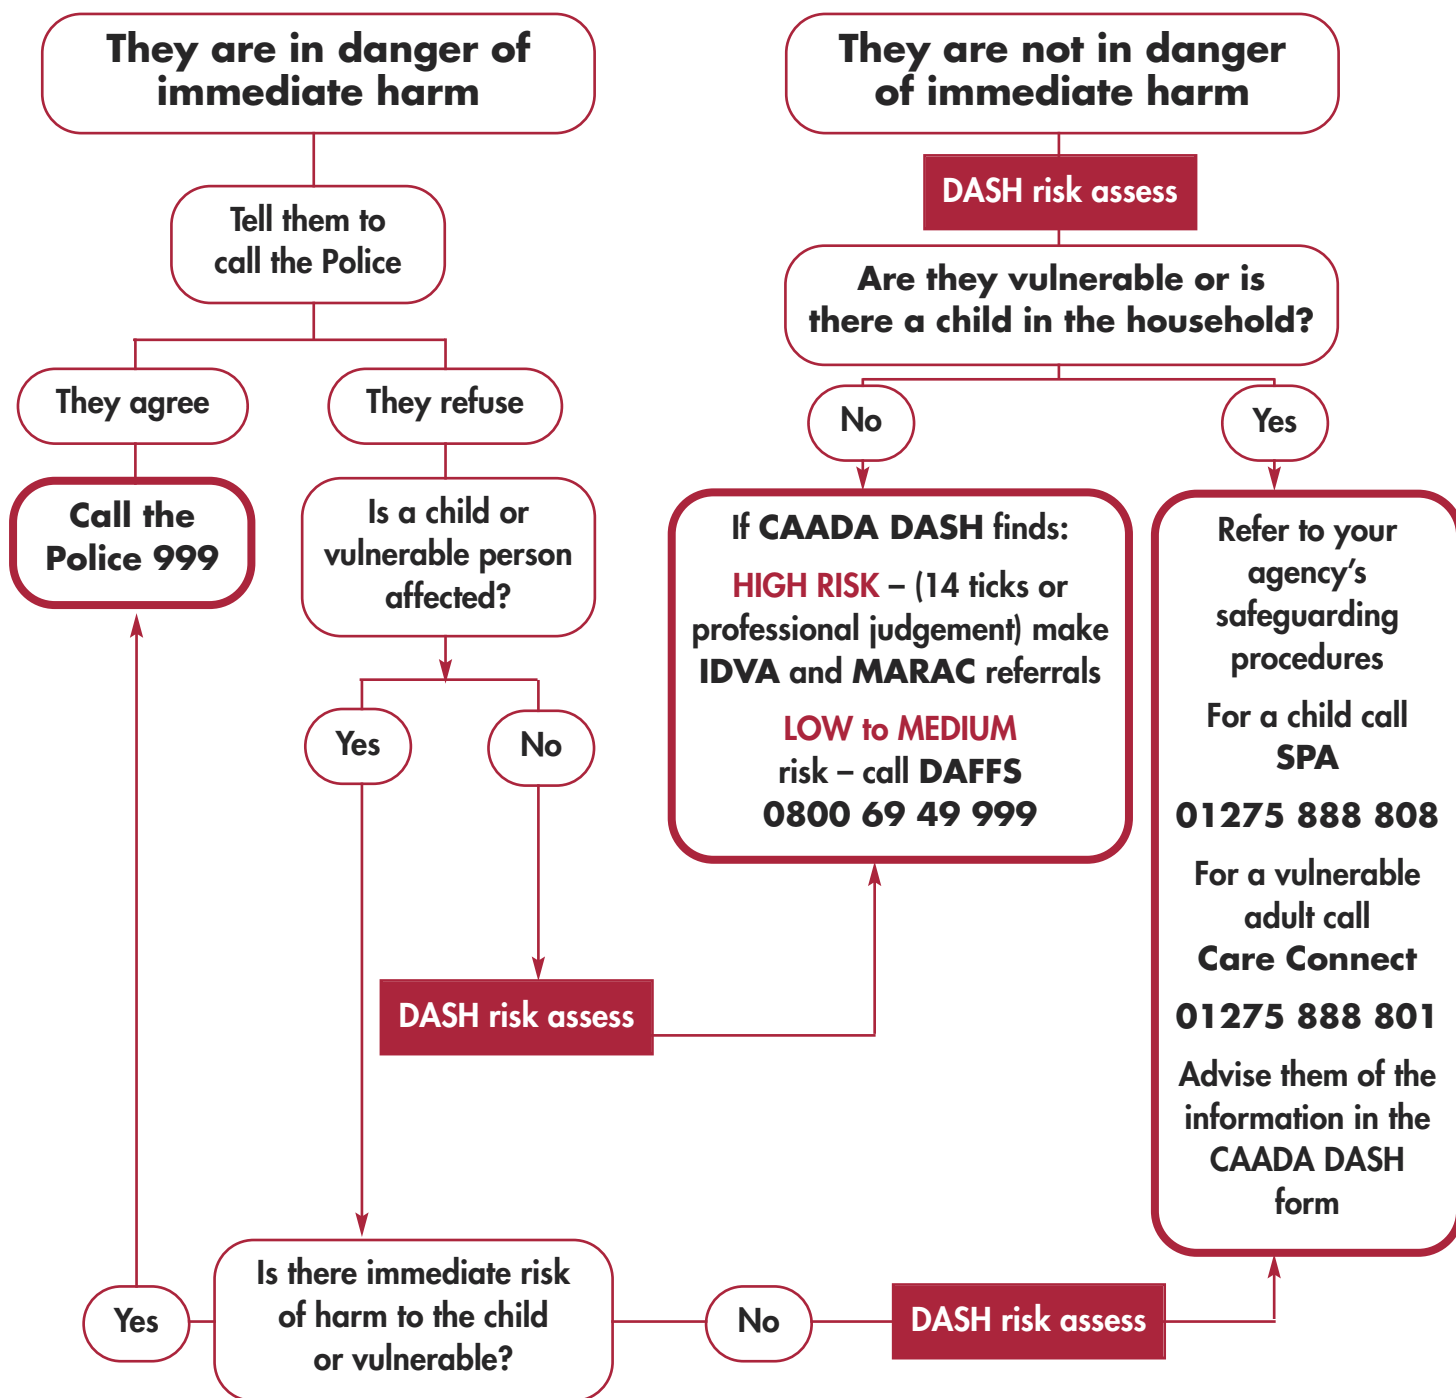 They are in danger of
immediate harm
Tell them to
call the Police
They agree
They refuse
Call the
Police 999
Is a child or
vulnerable person
affected?
Yes
No
DASH risk assess
Is there immediate risk
of harm to the child
or vulnerable?
Yes
No
DASH risk assess
They are not in danger
of immediate harm
DASH risk assess
Are they vulnerable or is
there a child in the household?
No
Yes
If CAADA DASH finds:
HIGH RISK – (14 ticks or
professional judgement) make
IDVA and MARAC referrals
LOW to MEDIUM
risk – call DAFFS
0800 69 49 999
Refer to your
agency’s
safeguarding
procedures
For a child call
SPA
01275 888 808
For a vulnerable
adult call
Care Connect
01275 888 801
Advise them of the
information in the
CAADA DASH
form